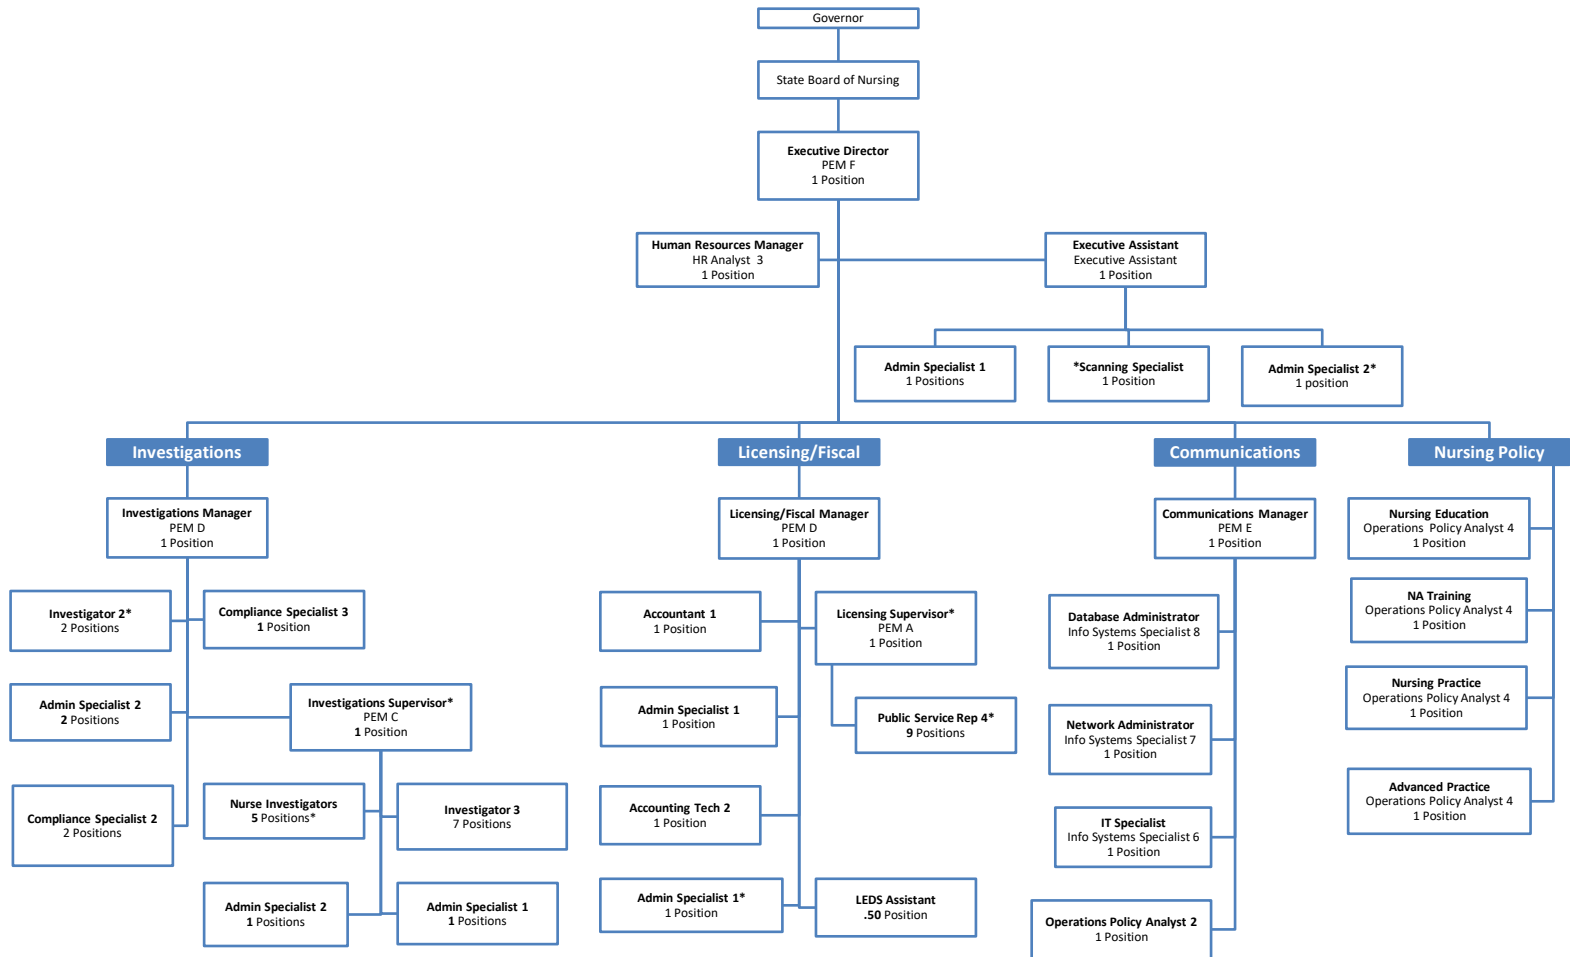 Governor
State Board of Nursing
Executive Director
PEM F
1 Position
Human Resources Manager
HR Analyst 3
1 Position
Executive Assistant
Executive Assistant
1 Position
Admin Specialist 1
1 Positions
*Scanning Specialist
1 Position
Admin Specialist 2*
1 position
Investigations
Licensing/Fiscal
Communications
Nursing Policy
Investigations Manager
PEM D
1 Position
Investigator 2*
2 Positions
Compliance Specialist 3
1 Position
Admin Specialist 2
2 Positions
Investigations Supervisor*
PEM C
1 Position
Compliance Specialist 2
2 Positions
Nurse Investigators
5 Positions*
Investigator 3
7 Positions
Admin Specialist 2
1 Positions
Admin Specialist 1
1 Positions
Licensing/Fiscal Manager
PEM D
1 Position
Accountant 1
1 Position
Licensing Supervisor*
PEM A
1 Position
Admin Specialist 1
1 Position
Public Service Rep 4*
9 Positions
Accounting Tech 2
1 Position
Admin Specialist 1*
1 Position
LEDS Assistant
.50 Position
Communications Manager
PEM E
1 Position
Database Administrator
Info Systems Specialist 8
1 Position
Network Administrator
Info Systems Specialist 7
1 Position
IT Specialist
Info Systems Specialist 6
1 Position
Operations Policy Analyst 2
1 Position
Nursing Education
Operations Policy Analyst 4
1 Position
NA Training
Operations Policy Analyst 4
1 Position
Nursing Practice
Operations Policy Analyst 4
1 Position
Advanced Practice
Operations Policy Analyst 4
1 Position